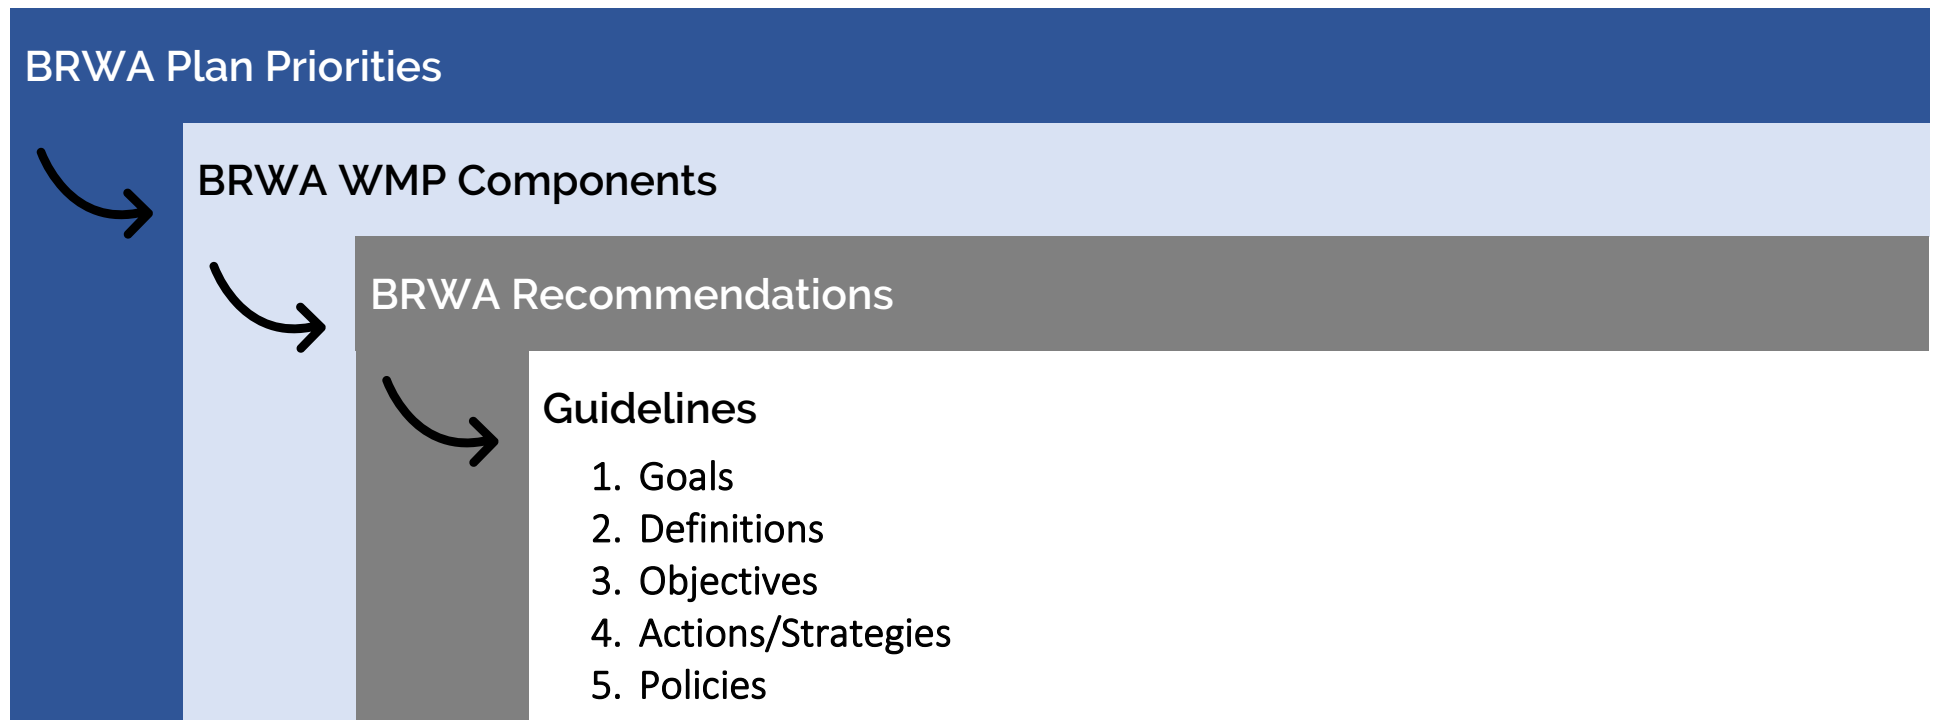 BRWA Plan Priorities
BRWA WMP Components
BRWA Recommendations
Guidelines
1. Goals
2. Definitions
3. Objectives
4. Actions/Strategies
5. Policies